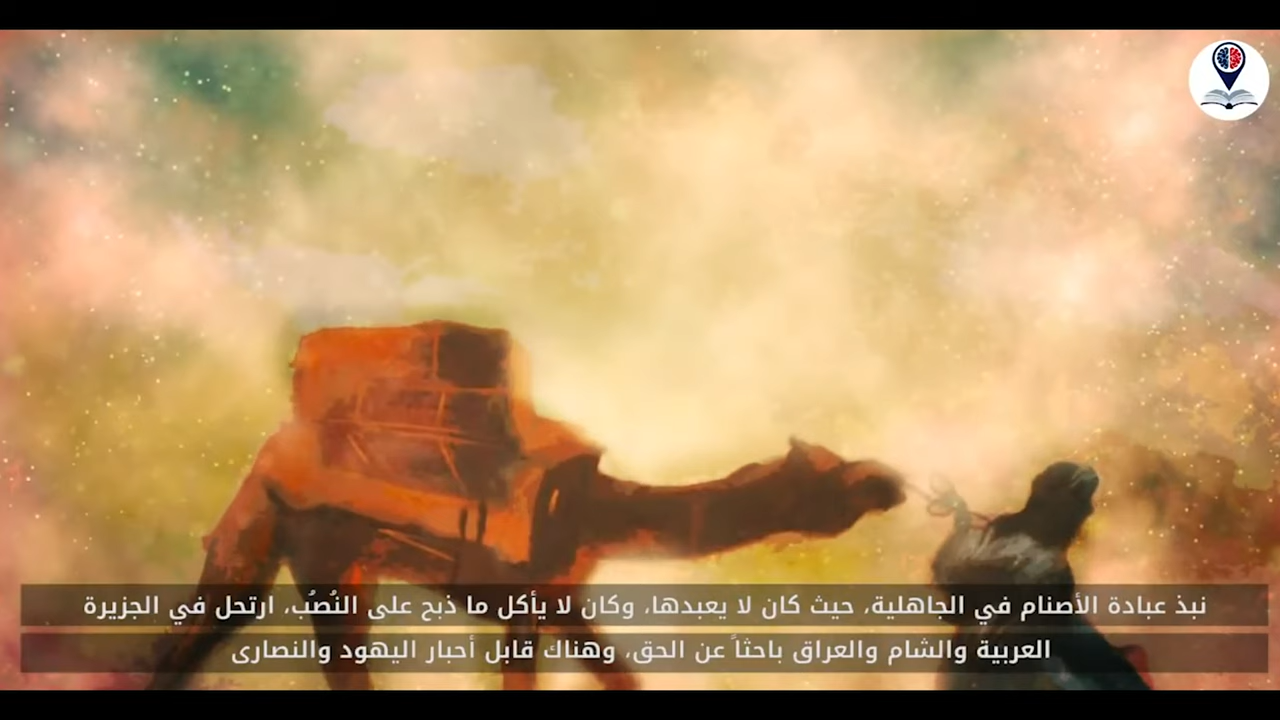 نبذ عبادة الأصنام في الجاهلية، حيث كان لا يعبدها، وكان لا يأكل ما ذبح على النُصُب، ارتحل في الجزيرة
العربية والشام والعراق باحثاً عن الحق، وهناك قابل أحبار اليهود والنصارى